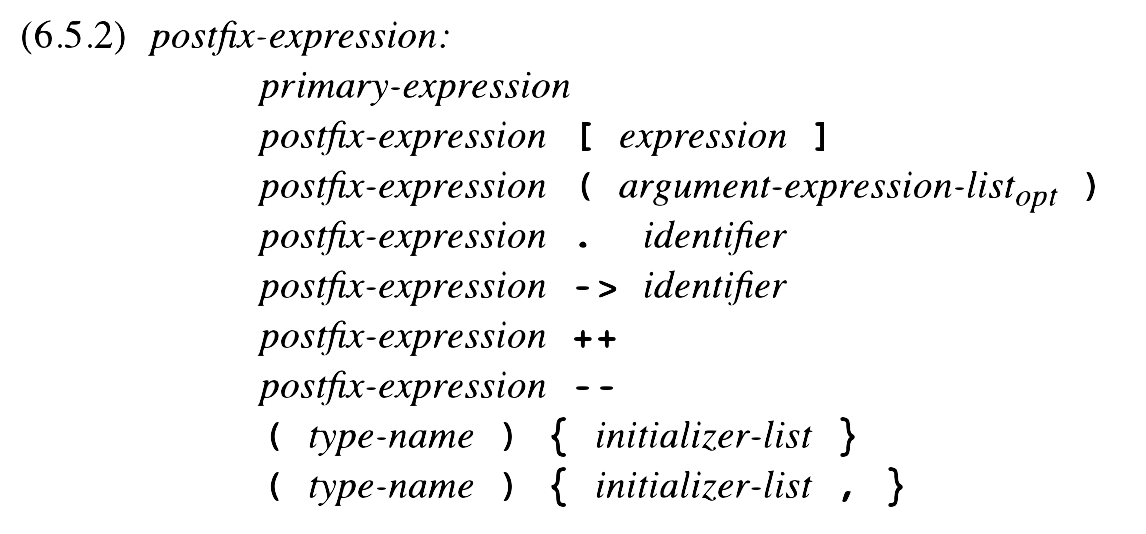 (6.5.2) postfix-expression:
primary-expression
postfix-expression [ expression ]
postfix-expression ( argument-expression-listopt )
postfix-expression . identifier
postfix-expression -> identifier
postfix-expression ++
postfix-expression --
( type-name ) { initializer-list }
( type-name ) { initializer-list , }